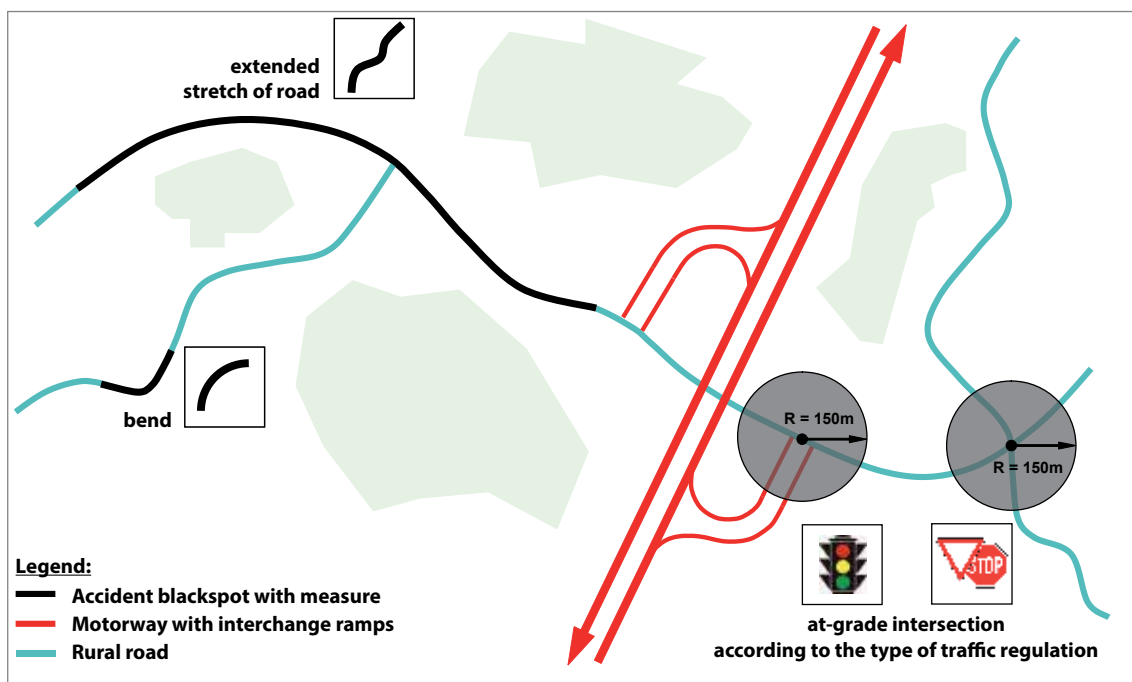 extended
stretch of road
bend
R = 150m
R = 150m
STOP
at-grade intersection
according to the type of traffic regulation
Legend:
Accident blackspot with measure
Motorway with interchange ramps
Rural road